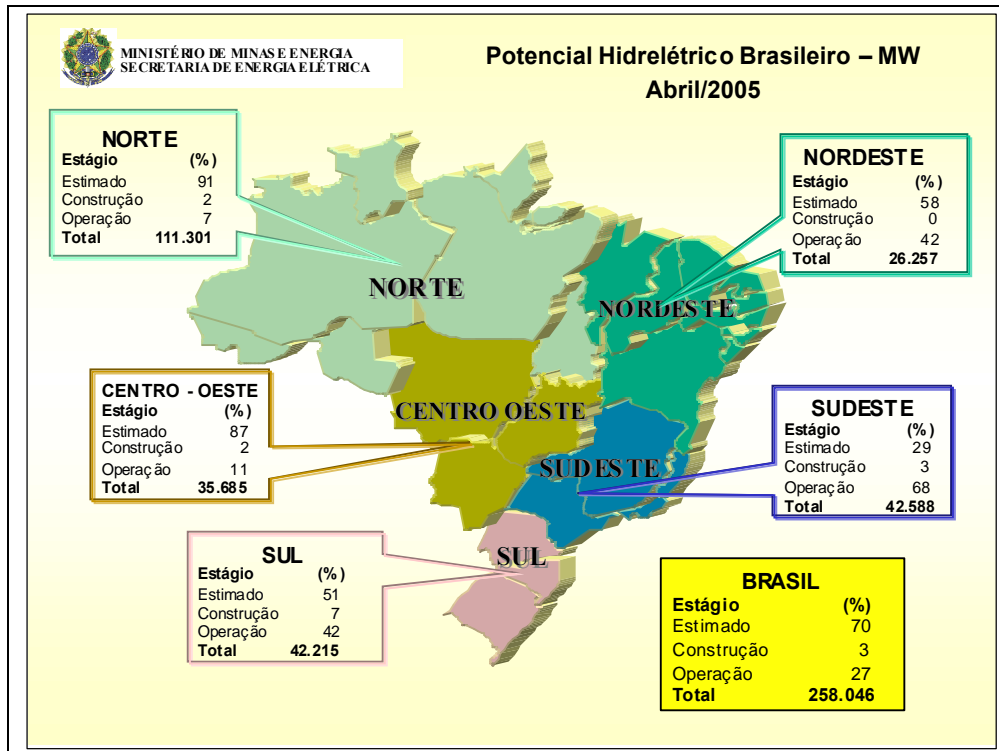 MINISTÉRIO DE MINAS E ENERGIA
SECRETARIA DE ENERGIA ELÉTRICA
Potencial Hidrelétrico Brasileiro – MW
Abril/2005
NORTE
Estágio (%)
Estimado 91
Construção 2
Operação 7
Total 111.301
NORDESTE
Estágio (%)
Estimado 58
Construção 0
Operação 42
Total 26.257
NORTE
NORDESTE
CENTRO - OESTE
Estágio (%)
Estimado 87
Construção 2
Operação 11
Total 35.685
CENTRO OESTE
SUDESTE
SUDESTE
Estágio (%)
Estimado 29
Construção 3
Operação 68
Total 42.588
SUL
Estágio (%)
Estimado 51
Construção 7
Operação 42
Total 42.215
SUL
BRASIL
Estágio (%)
Estimado 70
Construção 3
Operação 27
Total 258.046